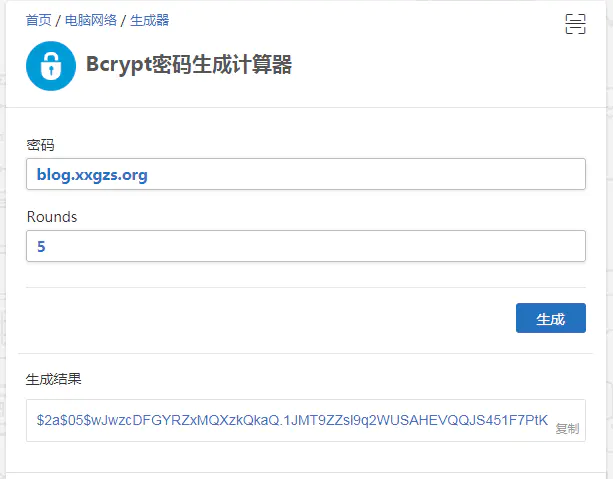 首页 / 电脑网络 / 生成器
Bcrypt密码生成计算器
密码
blog.xxgzs.org
Rounds
5
生成
生成结果
$2a$05$wJwzcDFGYRZxMQXzkQkaQ.1JMT9ZZsI9q2WUSAHEVQQJS451F7PtK
复制